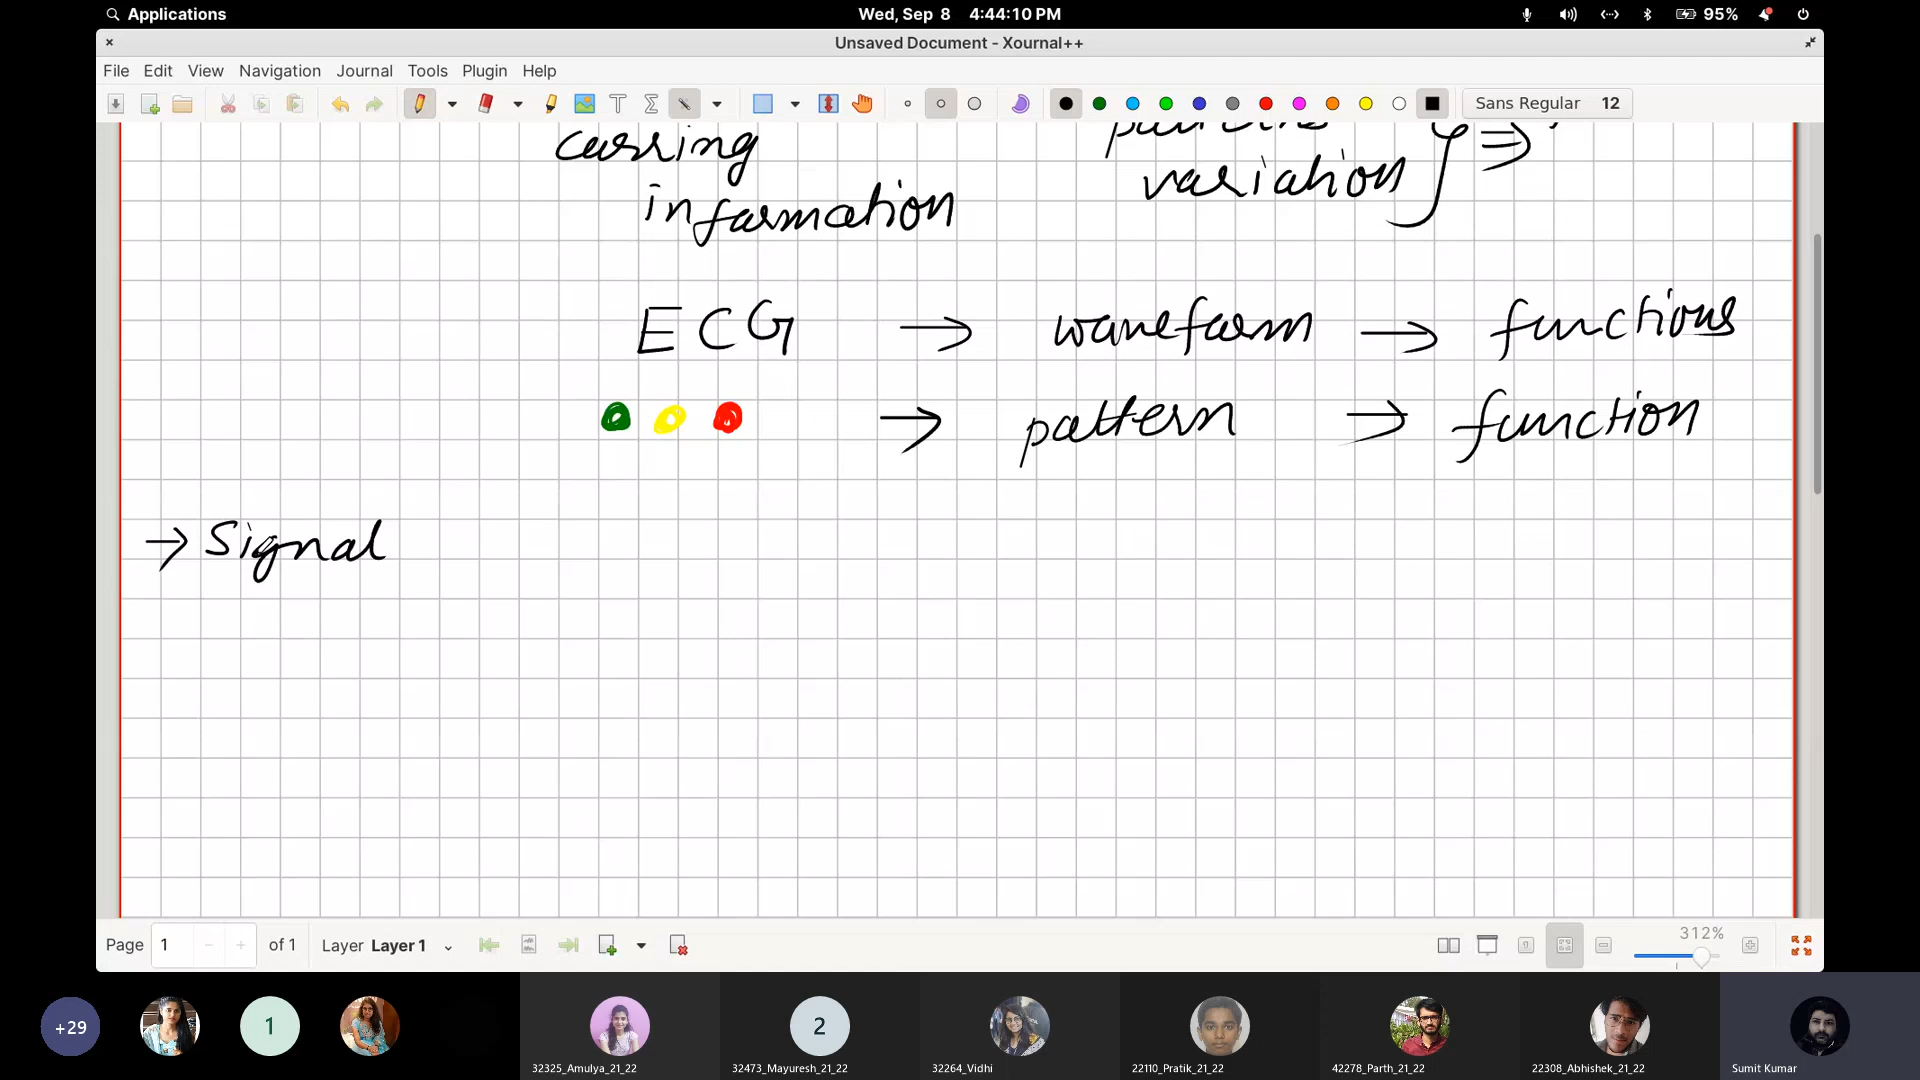 Applications
Wed, Sep 8 4:44:10 PM
95%
Unsaved Document - Xournal++
File Edit View Navigation Journal Tools Plugin Help
Sans Regular 12
carring
variation
information
ECG → waveform → functions
→ pattern → function
→ Signal
Page 1 of 1 Layer Layer 1
312%
+29
1
2
32325_Amulya_21_22
32473_Mayuresh_21_22
32264_Vidhi
22110_Pratik_21_22
42278_Parth_21_22
22308_Abhishek_21_22
Sumit Kumar